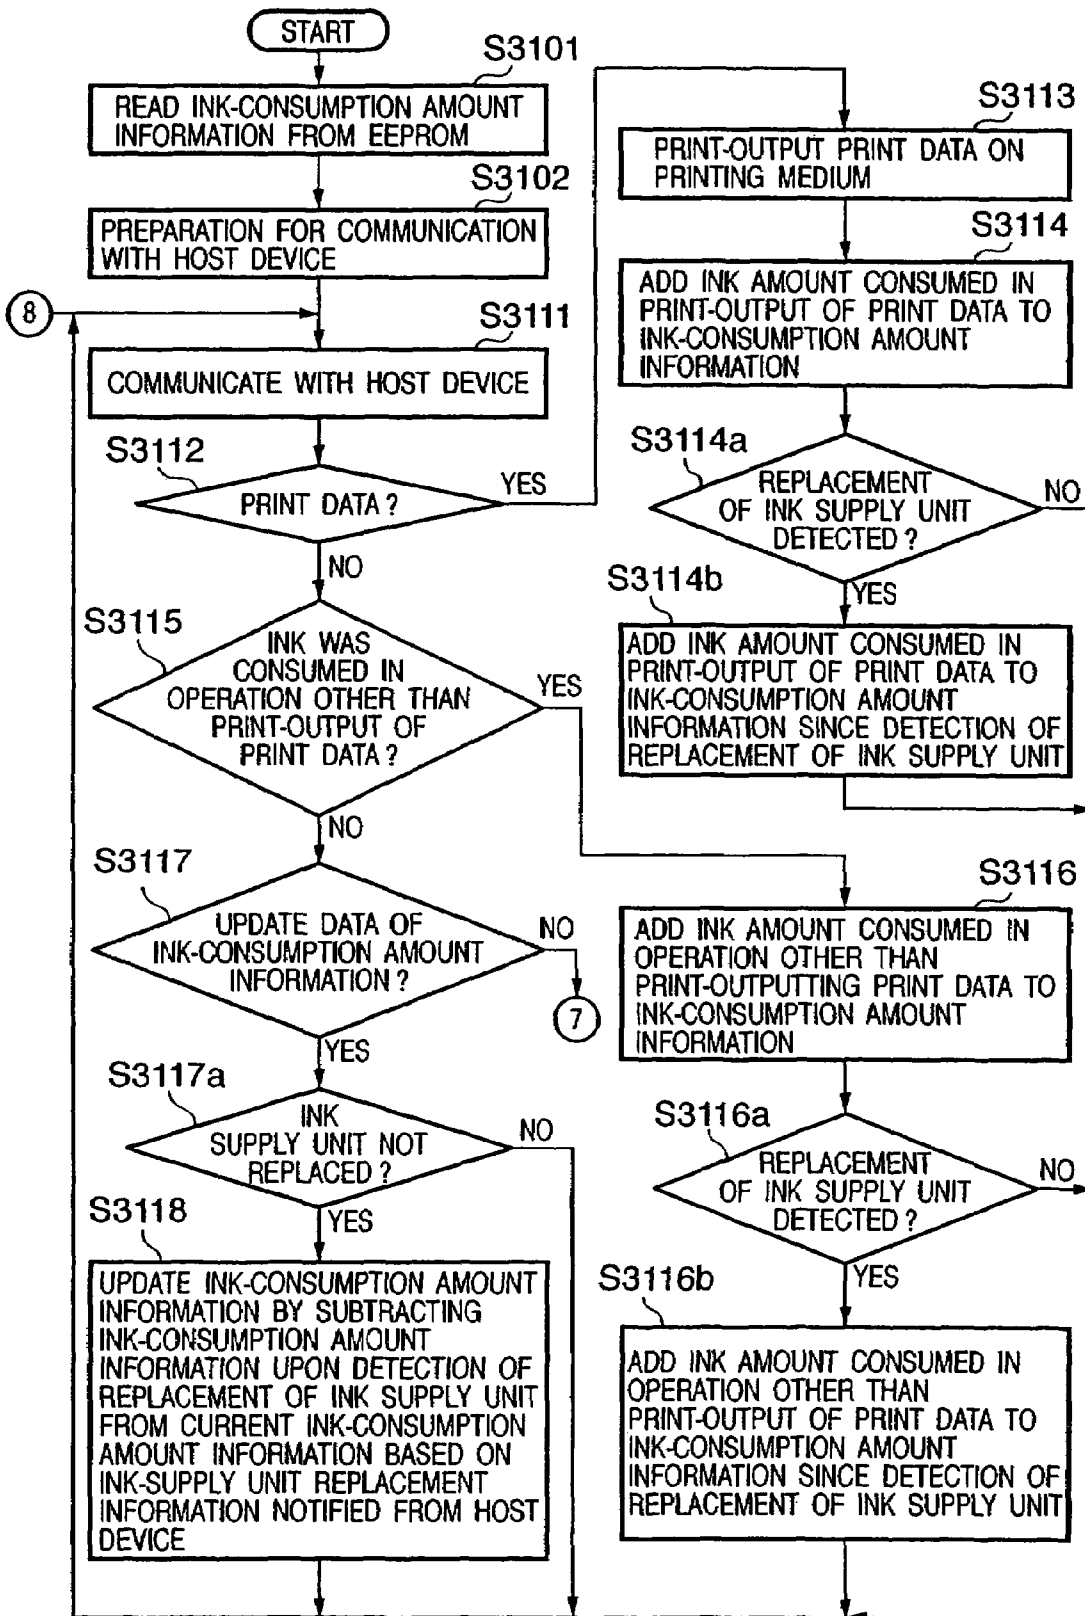 START
S3101
READ INK-CONSUMPTION AMOUNT
INFORMATION FROM EEPROM
S3102
PREPARATION FOR COMMUNICATION
WITH HOST DEVICE
8
S3111
COMMUNICATE WITH HOST DEVICE
S3112
PRINT DATA?
YES
NO
S3115
INK WAS
CONSUMED IN
OPERATION OTHER THAN
PRINT-OUTPUT OF
PRINT DATA?
YES
NO
S3117
UPDATE DATA OF
INK-CONSUMPTION AMOUNT
INFORMATION?
NO
7
YES
S3117a
INK
SUPPLY UNIT NOT
REPLACED?
NO
YES
S3118
UPDATE INK-CONSUMPTION AMOUNT
INFORMATION BY SUBTRACTING
INK-CONSUMPTION AMOUNT
INFORMATION UPON DETECTION OF
REPLACEMENT OF INK SUPPLY UNIT
FROM CURRENT INK-CONSUMPTION
AMOUNT INFORMATION BASED ON
INK-SUPPLY UNIT REPLACEMENT
INFORMATION NOTIFIED FROM HOST
DEVICE
S3113
PRINT-OUTPUT PRINT DATA ON
PRINTING MEDIUM
S3114
ADD INK AMOUNT CONSUMED IN
PRINT-OUTPUT OF PRINT DATA TO
INK-CONSUMPTION AMOUNT
INFORMATION
S3114a
REPLACEMENT
OF INK SUPPLY UNIT
DETECTED?
NO
YES
S3114b
ADD INK AMOUNT CONSUMED IN
PRINT-OUTPUT OF PRINT DATA TO
INK-CONSUMPTION AMOUNT
INFORMATION SINCE DETECTION OF
REPLACEMENT OF INK SUPPLY UNIT
S3116
ADD INK AMOUNT CONSUMED IN
OPERATION OTHER THAN
PRINT-OUTPUTTING PRINT DATA TO
INK-CONSUMPTION AMOUNT
INFORMATION
S3116a
REPLACEMENT
OF INK SUPPLY UNIT
DETECTED?
NO
YES
S3116b
ADD INK AMOUNT CONSUMED IN
OPERATION OTHER THAN
PRINT-OUTPUT OF PRINT DATA TO
INK-CONSUMPTION AMOUNT
INFORMATION SINCE DETECTION OF
REPLACEMENT OF INK SUPPLY UNIT